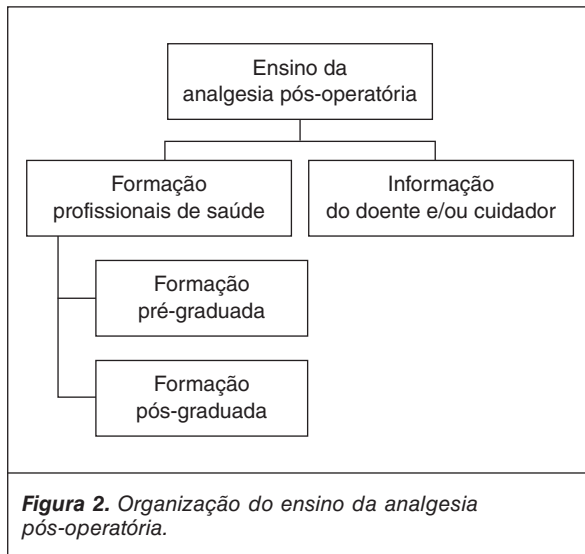 Ensino da
analgesia pós-operatória
Formação
profissionais de saúde
Informação
do doente e/ou cuidador
Formação
pré-graduada
Formação
pós-graduada
Figura 2. Organização do ensino da analgesia
pós-operatória.